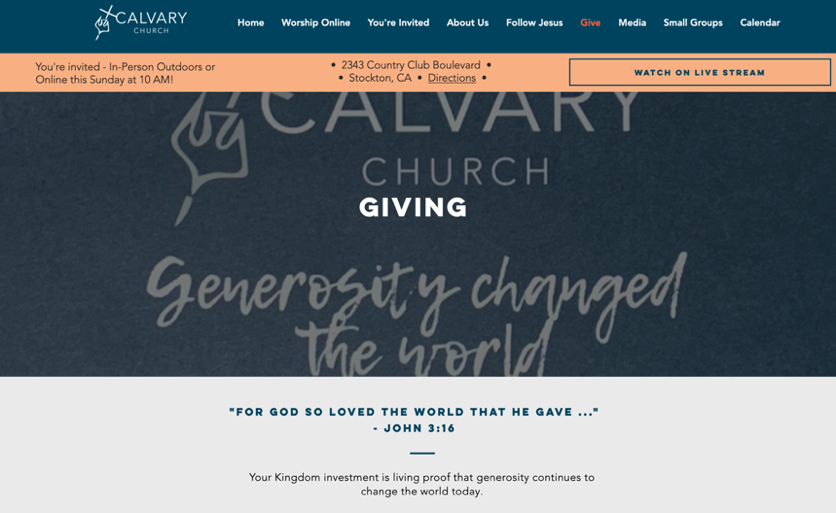 CALVARY
CHURCH
Home Worship Online You're Invited About Us Follow Jesus Give Media Small Groups Calendar
You're invited - In-Person Outdoors or
Online this Sunday at 10 AM!
• 2343 Country Club Boulevard •
• Stockton, CA • Directions •
WATCH ON LIVE STREAM
CALVARY
CHURCH
GIVING
Generosity changed
the world
"FOR GOD SO LOVED THE WORLD THAT HE GAVE ..."
- JOHN 3:16
Your Kingdom investment is living proof that generosity continues to
change the world today.